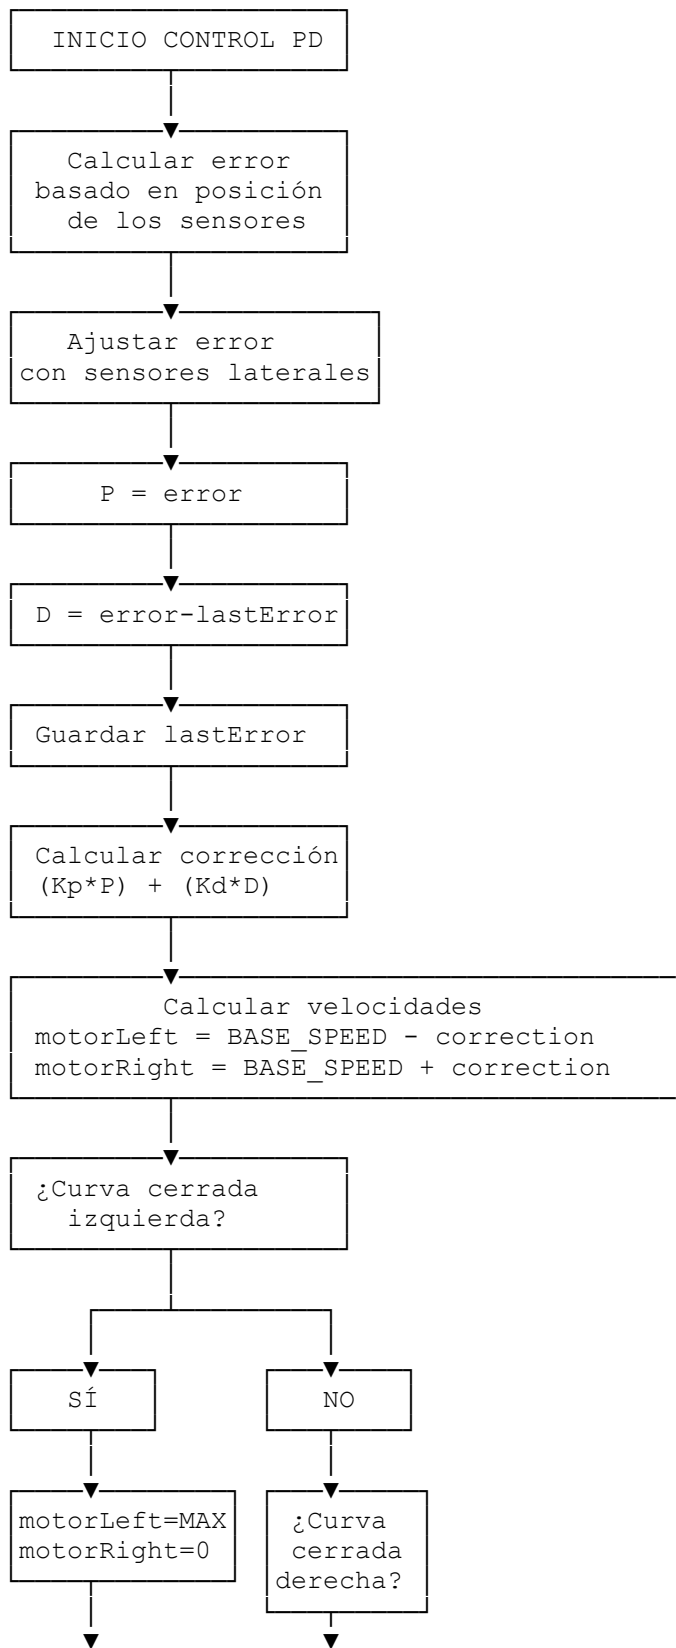 INICIO CONTROL PD
Calcular error
basado en posición
de los sensores
Ajustar error
con sensores laterales
P = error
D = error-lastError
Guardar lastError
Calcular corrección
(Kp*P) + (Kd*D)
Calcular velocidades
motorLeft = BASE_SPEED - correction
motorRight = BASE_SPEED + correction
¿Curva cerrada
izquierda?
SÍ
NO
motorLeft=MAX
motorRight=0
¿Curva
cerrada
derecha?